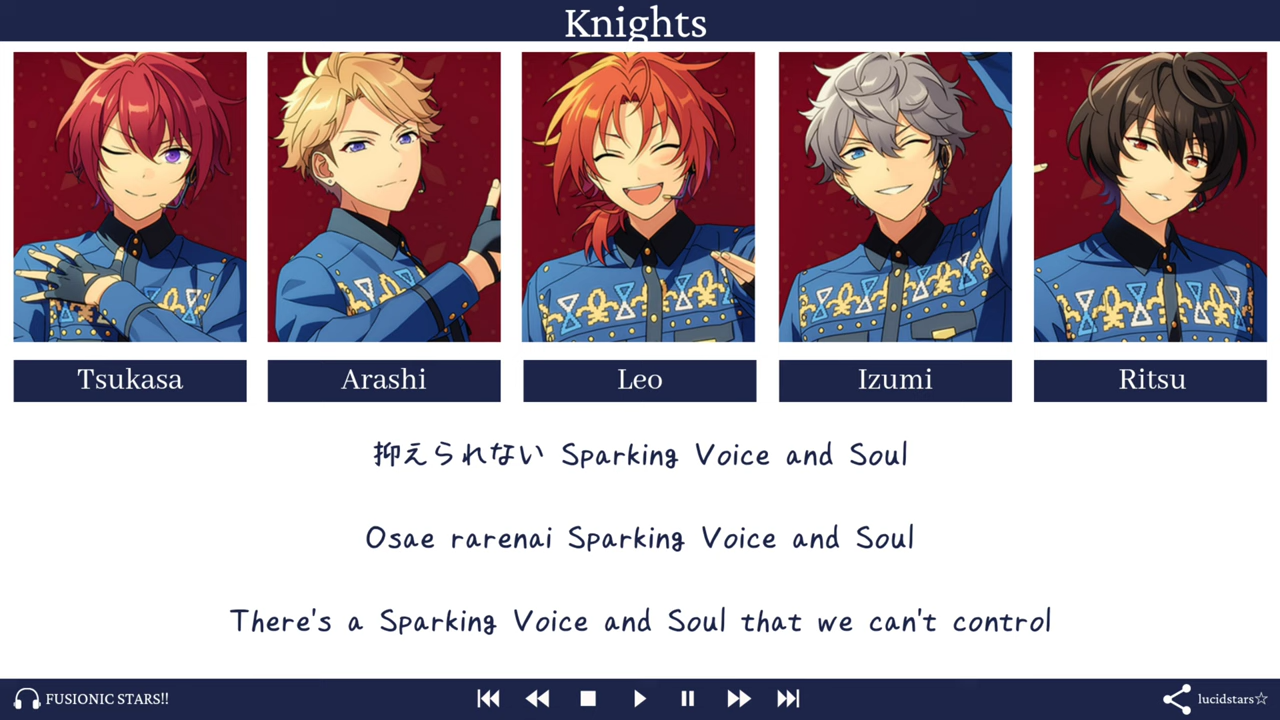 Knights
Tsukasa
Arashi
Leo
Izumi
Ritsu
抑えられない Sparking Voice and Soul
Osae rarenai Sparking Voice and Soul
There's a Sparking Voice and Soul that we can't control
FUSIONIC STARS!!
lucidstars☆